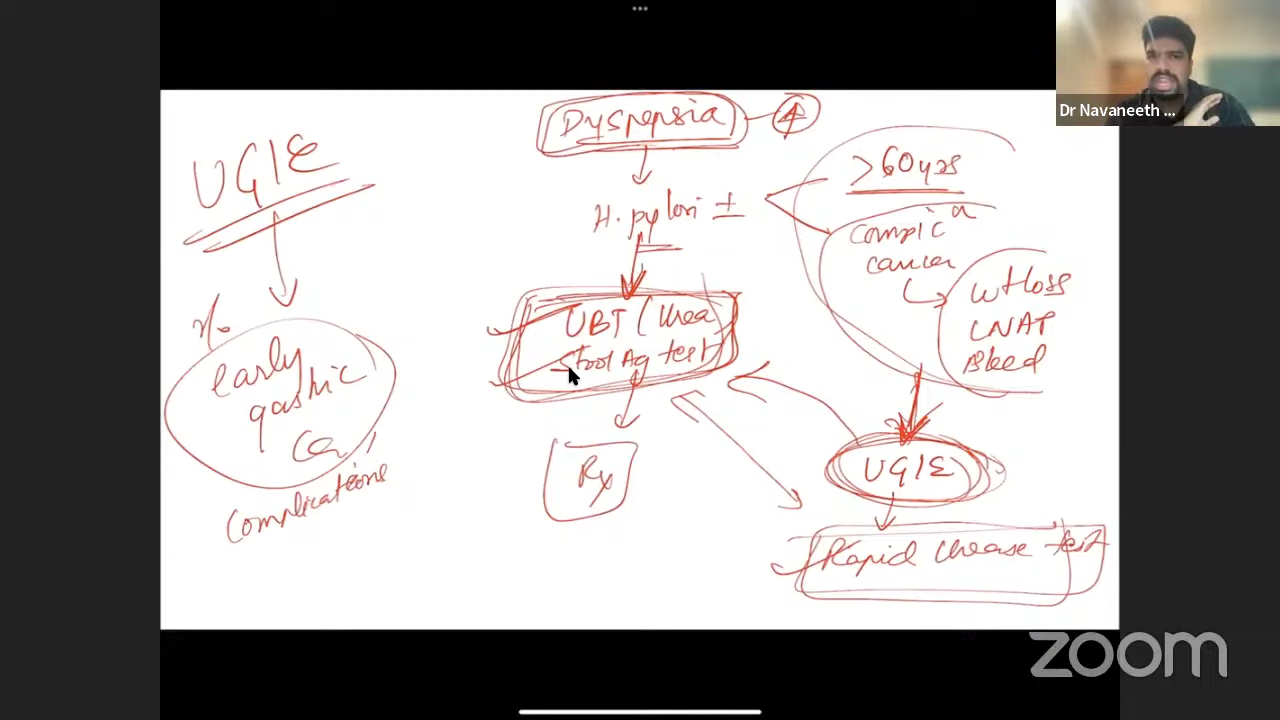 Dr Navaneeth ...
Dyspepsia
UGIE
>60yrs
H. pylori ±
complic
cancer
wt loss
LNAP
Bleed
UBT (Urea
Stool Ag test
r/o
early
gastric
Ca
complications
Rx
UGIE
Rapid Urease test
zoom